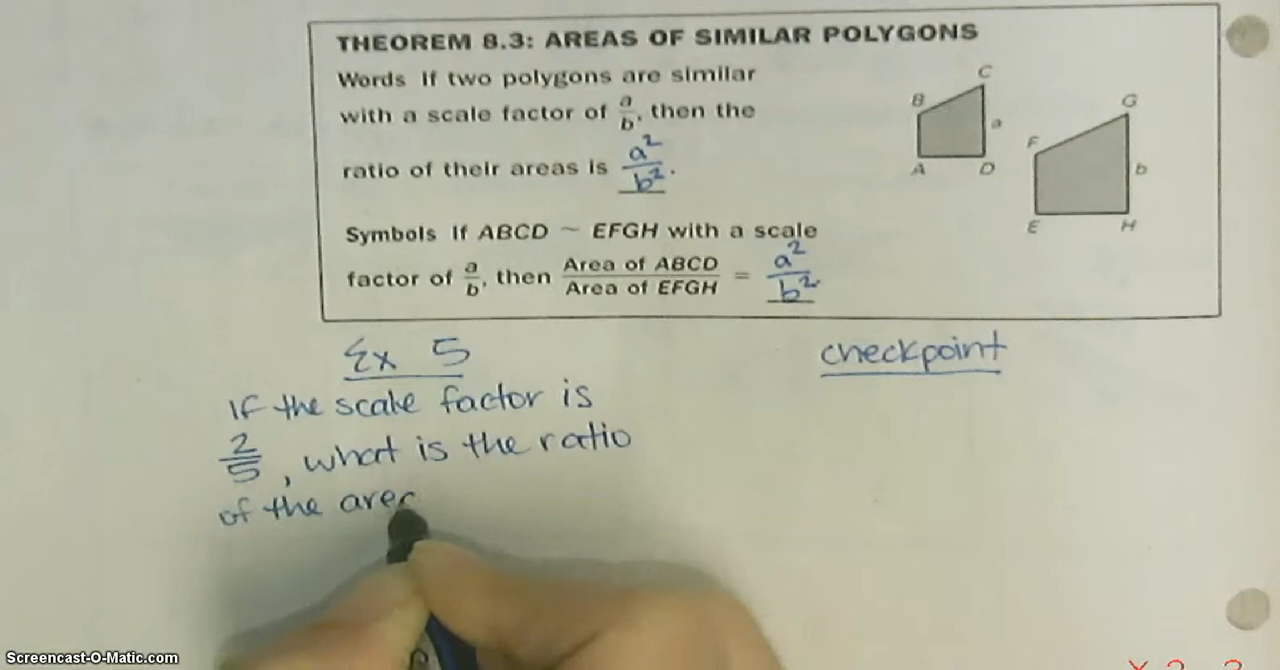 THEOREM 8.3: AREAS OF SIMILAR POLYGONS
Words If two polygons are similar
with a scale factor of a/b, then the
ratio of their areas is a²/b².
Symbols If ABCD ~ EFGH with a scale
factor of a/b, then Area of ABCD/Area of EFGH = a²/b²
B C a A D
F G b E H
Ex 5
If the scale factor is
2/5, what is the ratio
of the area
checkpoint
Screencast-O-Matic.com